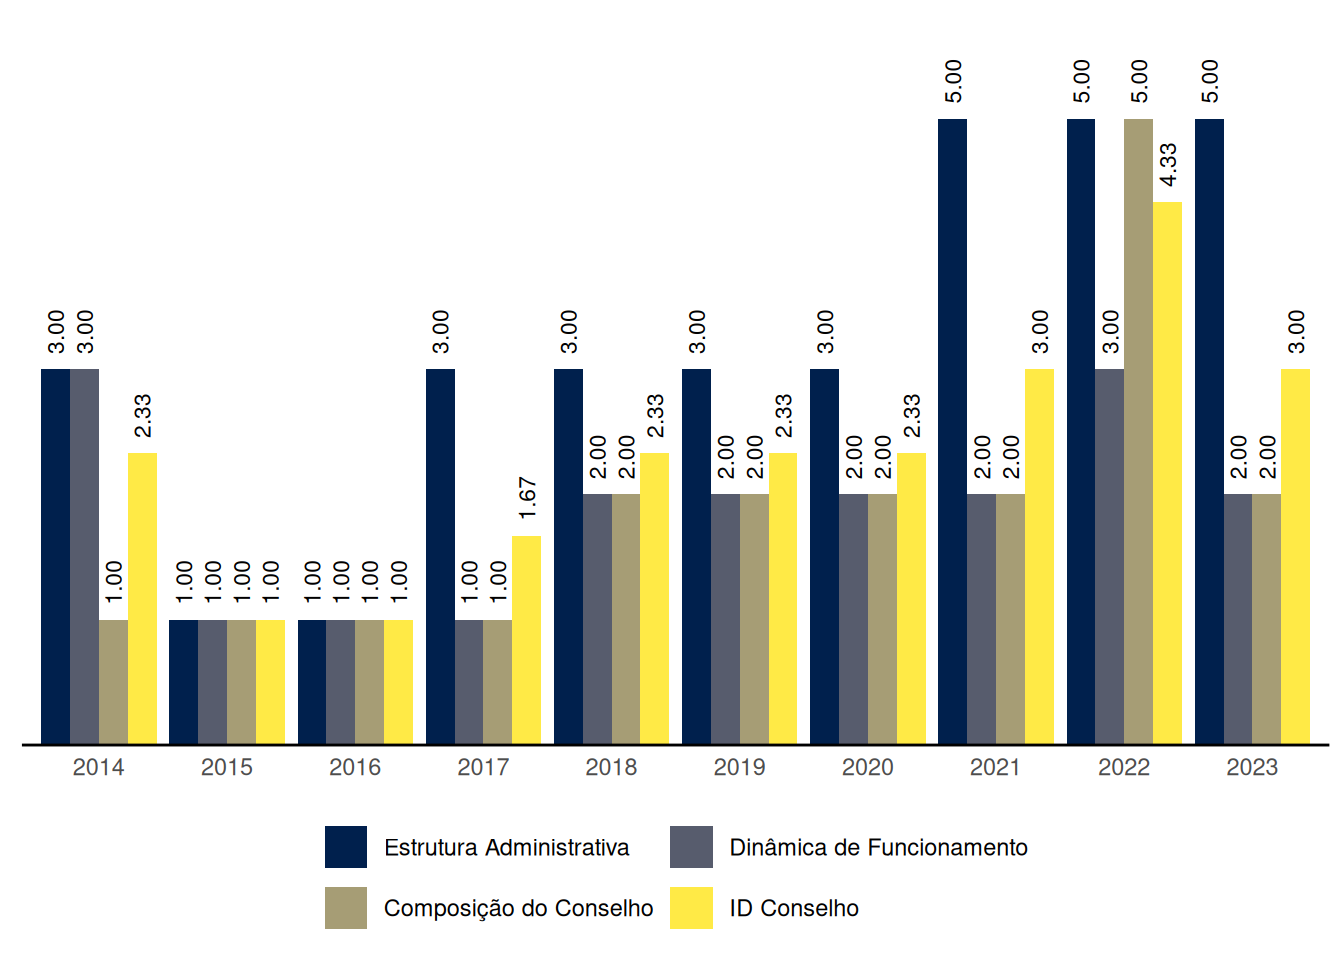 5.00 5.00 5.00 5.00
4.33
3.00 3.00 3.00 3.00 3.00 3.00 3.00 3.00 3.00
2.33 2.33 2.33 2.33
2.00 2.00 2.00 2.00 2.00 2.00 2.00 2.00 2.00 2.00
1.67
1.00 1.00 1.00 1.00 1.00 1.00 1.00 1.00 1.00 1.00 1.00
2014 2015 2016 2017 2018 2019 2020 2021 2022 2023
Estrutura Administrativa Dinâmica de Funcionamento
Composição do Conselho ID Conselho